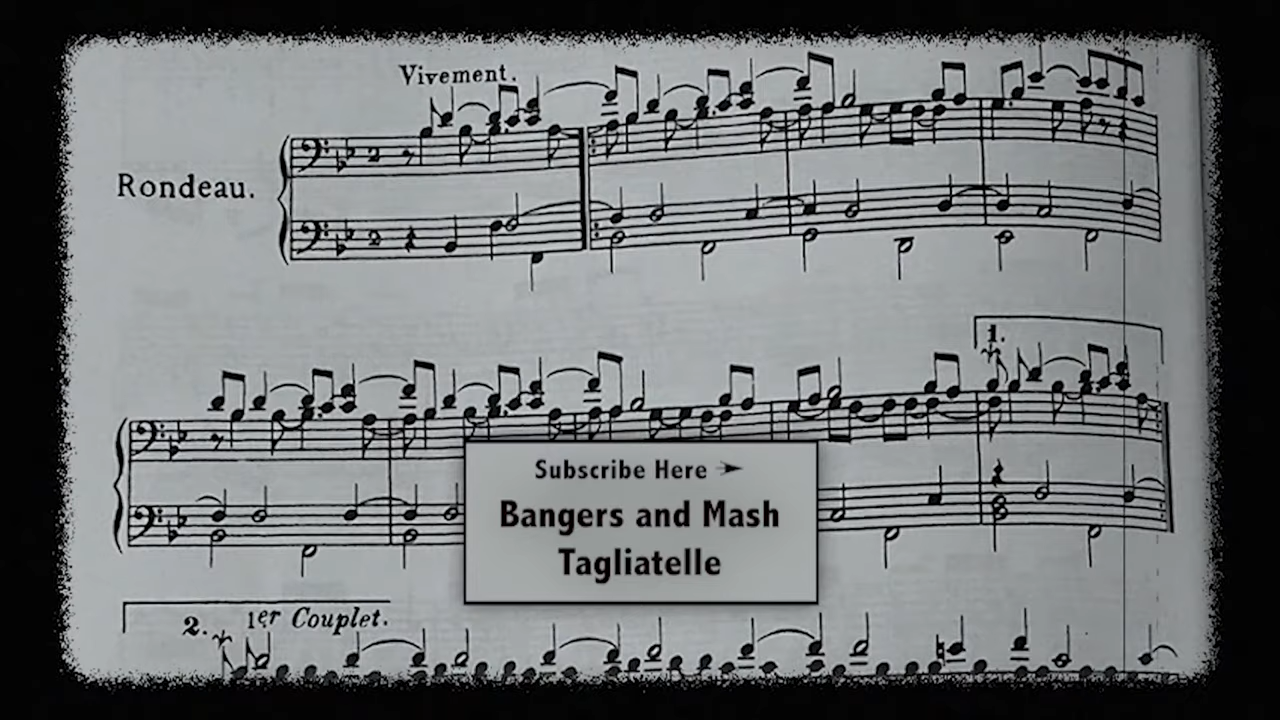 Vivement.
Rondeau.
1.
Subscribe Here ➤
Bangers and Mash
Tagliatelle
2. 1er Couplet.